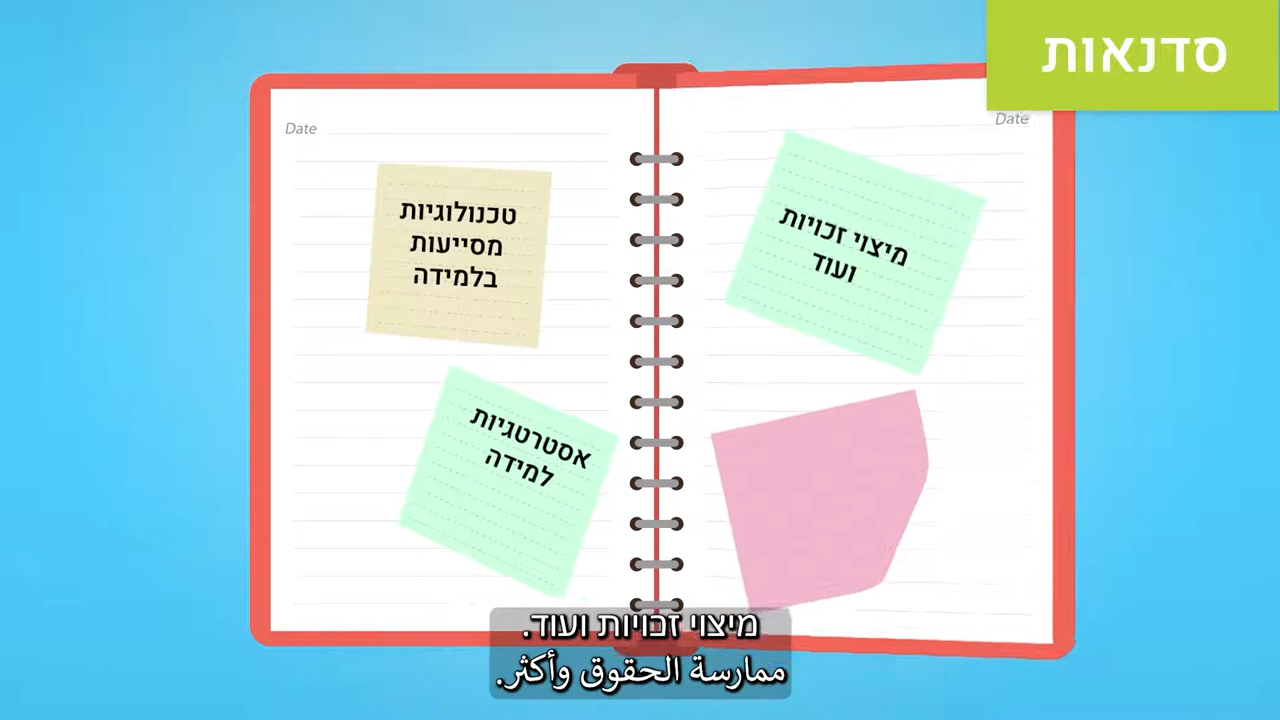 סדנאות
Date
Date
טכנולוגיות
מסייעות
בלמידה
מיצוי זכויות
ועוד
אסטרטגיות
למידה
מיצוי זכויות ועוד.
ممارسة الحقوق وأكثر.